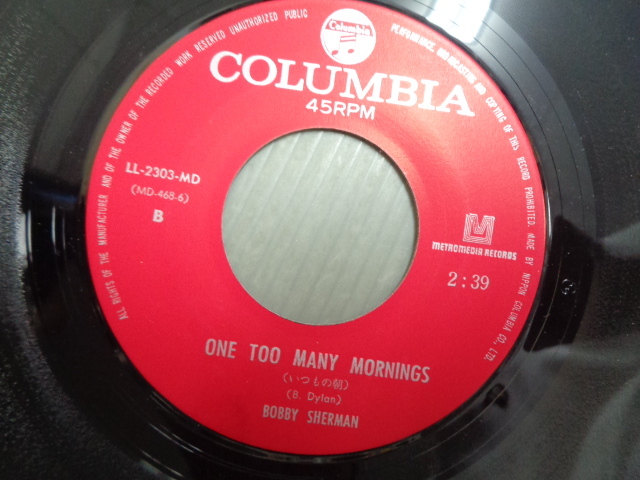 Columbia
COLUMBIA
45RPM
LL-2303-MD
(MD-468-6)
B
METROMEDIA RECORDS
2:39
ONE TOO MANY MORNINGS
(いつもの朝)
(B. Dylan)
BOBBY SHERMAN
ALL RIGHTS OF THE MANUFACTURER AND OF THE OWNER OF THE RECORDED WORK RESERVED UNAUTHORIZED PUBLIC PERFORMANCE BROADCASTING AND COPYING OF THIS RECORD PROHIBITED. MADE BY NIPPON COLUMBIA CO., LTD.